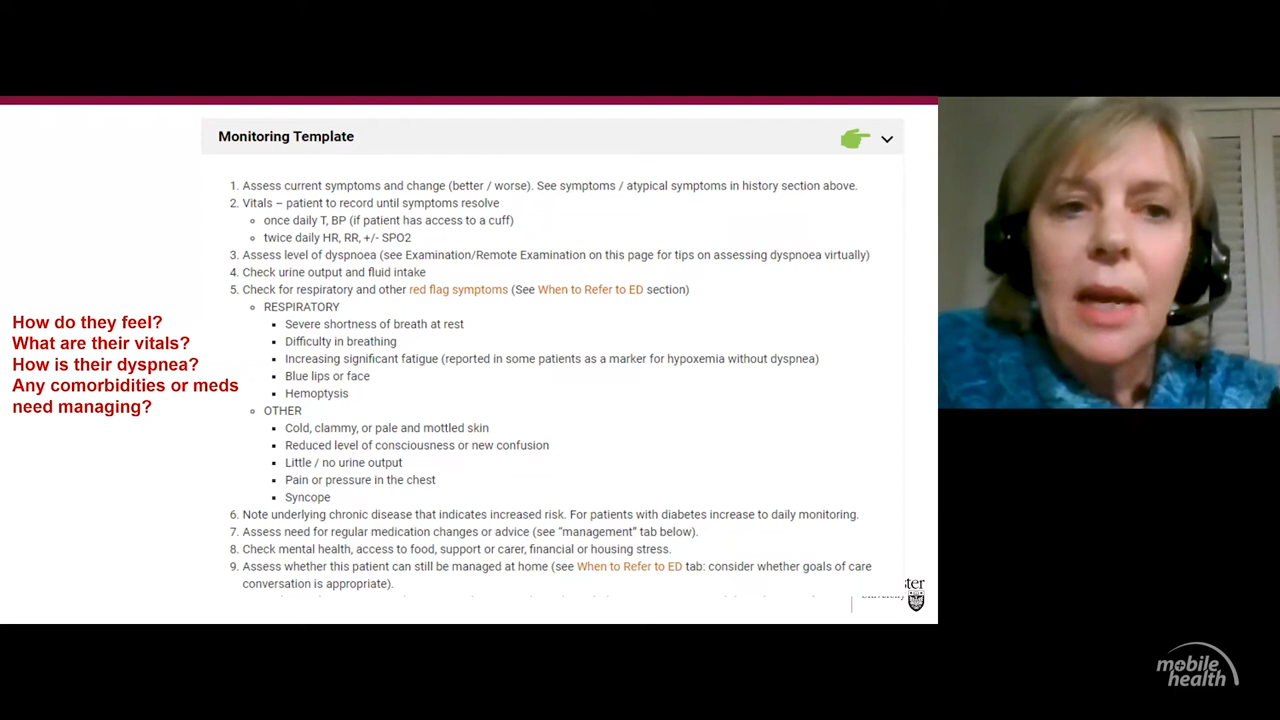 Monitoring Template
1. Assess current symptoms and change (better / worse). See symptoms / atypical symptoms in history section above.
2. Vitals – patient to record until symptoms resolve
once daily T, BP (if patient has access to a cuff)
twice daily HR, RR, +/- SPO2
3. Assess level of dyspnoea (see Examination/Remote Examination on this page for tips on assessing dyspnoea virtually)
4. Check urine output and fluid intake
5. Check for respiratory and other red flag symptoms (See When to Refer to ED section)
RESPIRATORY
Severe shortness of breath at rest
Difficulty in breathing
Increasing significant fatigue (reported in some patients as a marker for hypoxemia without dyspnea)
Blue lips or face
Hemoptysis
OTHER
Cold, clammy, or pale and mottled skin
Reduced level of consciousness or new confusion
Little / no urine output
Pain or pressure in the chest
Syncope
6. Note underlying chronic disease that indicates increased risk. For patients with diabetes increase to daily monitoring.
7. Assess need for regular medication changes or advice (see “management” tab below).
8. Check mental health, access to food, support or carer, financial or housing stress.
9. Assess whether this patient can still be managed at home (see When to Refer to ED tab: consider whether goals of care
conversation is appropriate).
How do they feel?
What are their vitals?
How is their dyspnea?
Any comorbidities or meds
need managing?
mobile
health